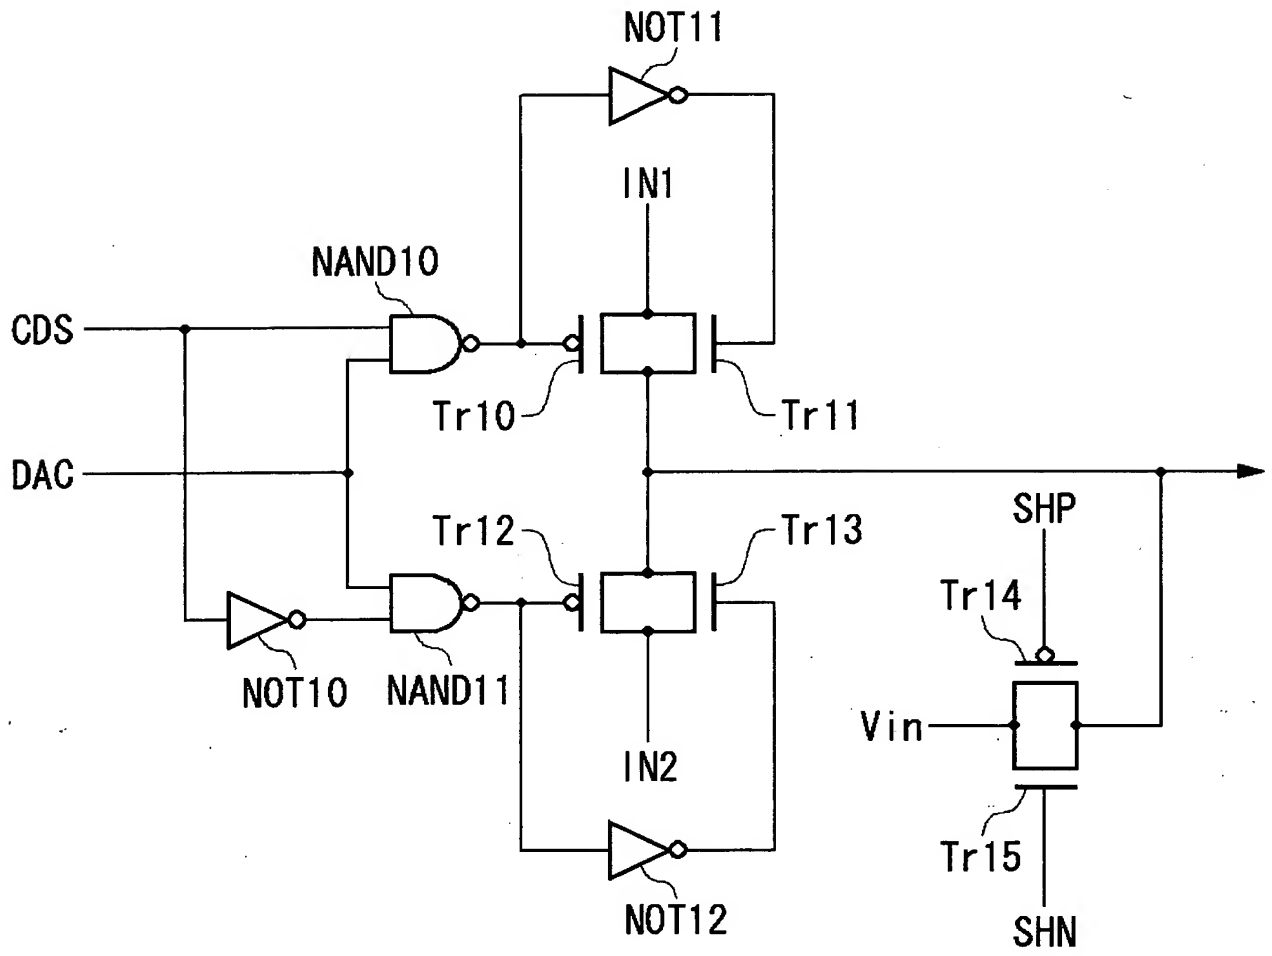 NOT11
IN1
NAND10
CDS
Tr10
Tr11
DAC
SHP
Tr12
Tr13
Tr14
NOT10
NAND11
Vin
IN2
Tr15
NOT12
SHN